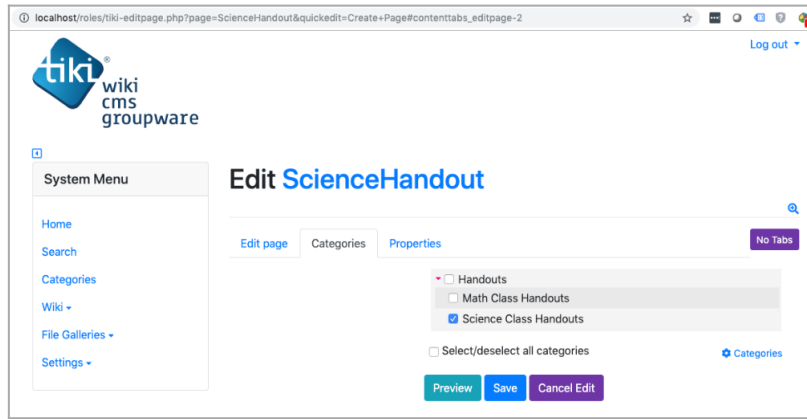 localhost/roles/tiki-editpage.php?page=ScienceHandout&quickedit=Create+Page#contenttabs_editpage-2
Log out
tiki®
wiki
cms
groupware
System Menu
Home
Search
Categories
Wiki
File Galleries
Settings
Edit ScienceHandout
No Tabs
Edit page Categories Properties
Handouts
Math Class Handouts
Science Class Handouts
Select/deselect all categories
Categories
Preview Save Cancel Edit